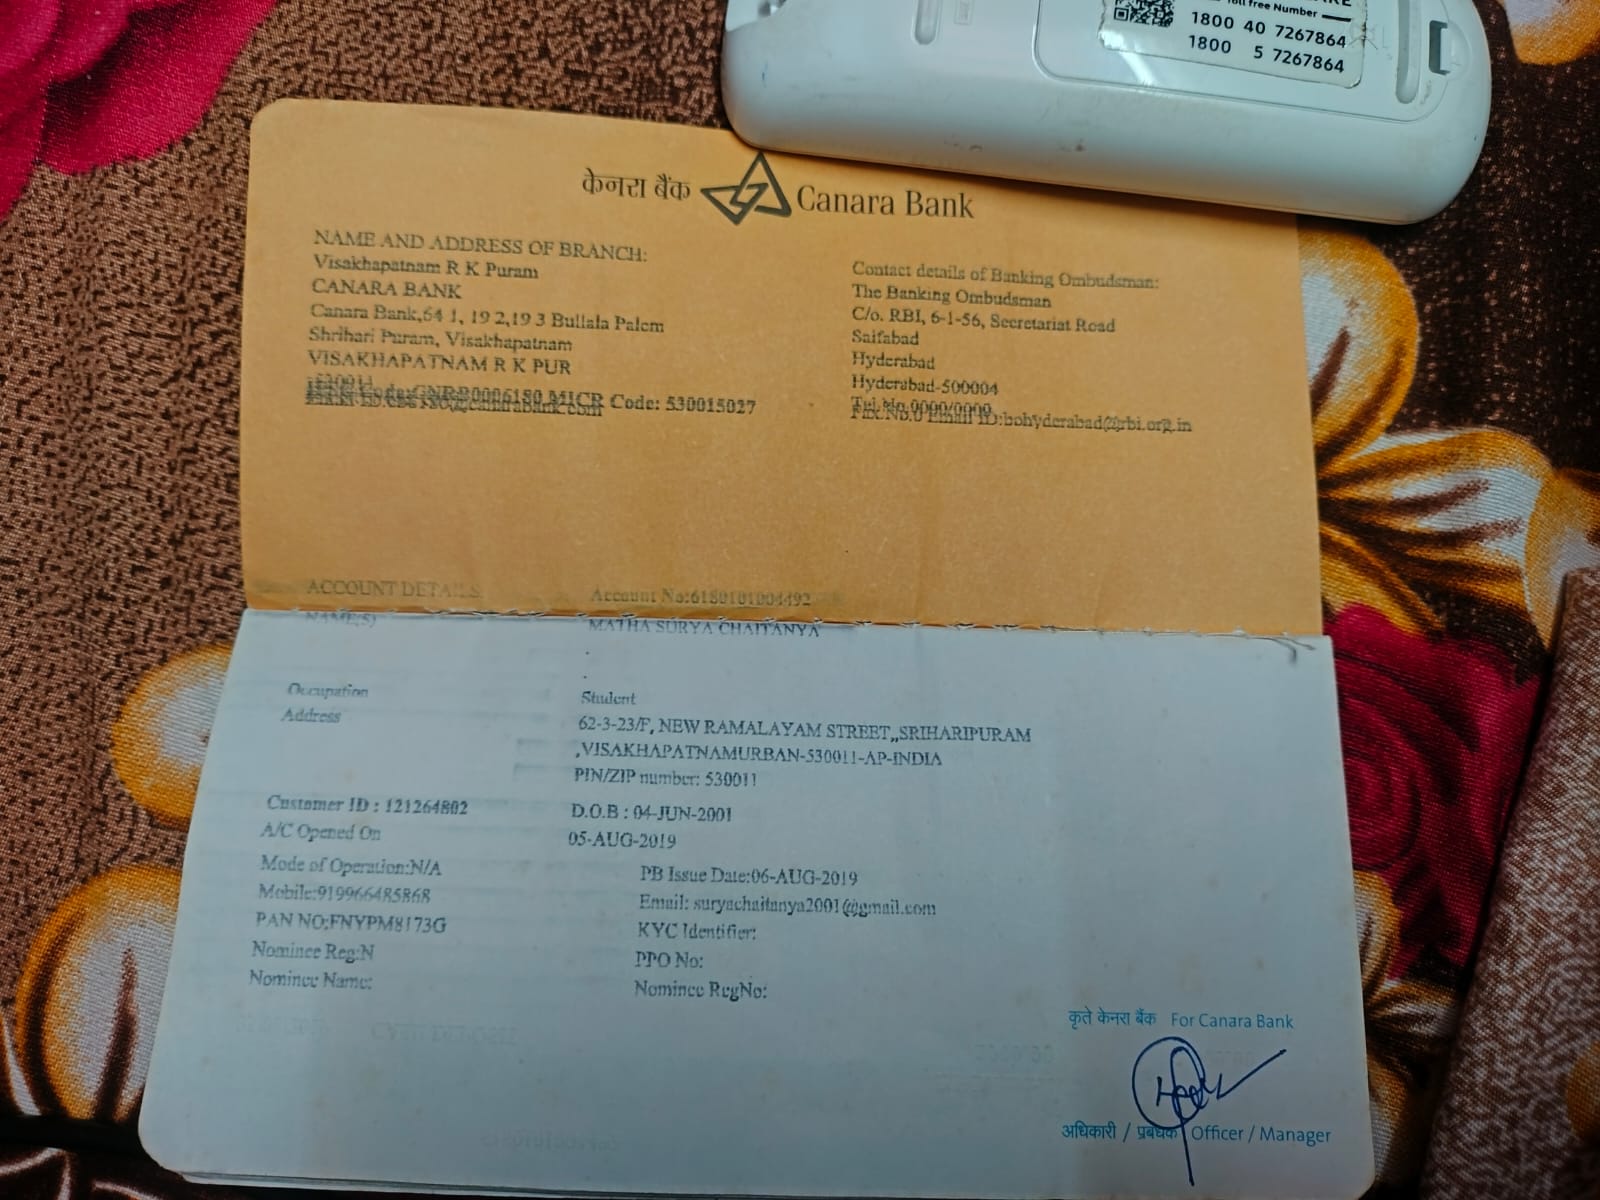 Toll free Number
1800 40 7267864
1800 5 7267864
केनरा बैंक Canara Bank
NAME AND ADDRESS OF BRANCH:
Visakhapatnam R K Puram
CANARA BANK
Canara Bank,64 1, 19 2,19 3 Bullala Palem
Shrihari Puram, Visakhapatnam
VISAKHAPATNAM R K PUR
530011
Code:CNRB0006180 MICR Code: 530015027
Contact details of Banking Ombudsman:
The Banking Ombudsman
C/o. RBI, 6-1-56, Secretariat Road
Saifabad
Hyderabad
Hyderabad-500004
Tel.No.0000/0000
Fix.No.0 Email ID:bohyderabad@rbi.org.in
ACCOUNT DETAILS Account No:6180101004492
NAME(S) MATHA SURYA CHAITANYA
Occupation Student
Address 62-3-23/F, NEW RAMALAYAM STREET,,SRIHARIPURAM
,VISAKHAPATNAMURBAN-530011-AP-INDIA
PIN/ZIP number: 530011
Customer ID : 121264802 D.O.B : 04-JUN-2001
A/C Opened On 05-AUG-2019
Mode of Operation:N/A PB Issue Date:06-AUG-2019
Mobile:919966485868 Email: suryachaitanya2001@gmail.com
PAN NO:FNYPM8173G KYC Identifier:
Nominee Reg:N PPO No:
Nominee Name: Nominee RegNo:
कृते केनरा बैंक For Canara Bank
अधिकारी / प्रबंधक Officer / Manager